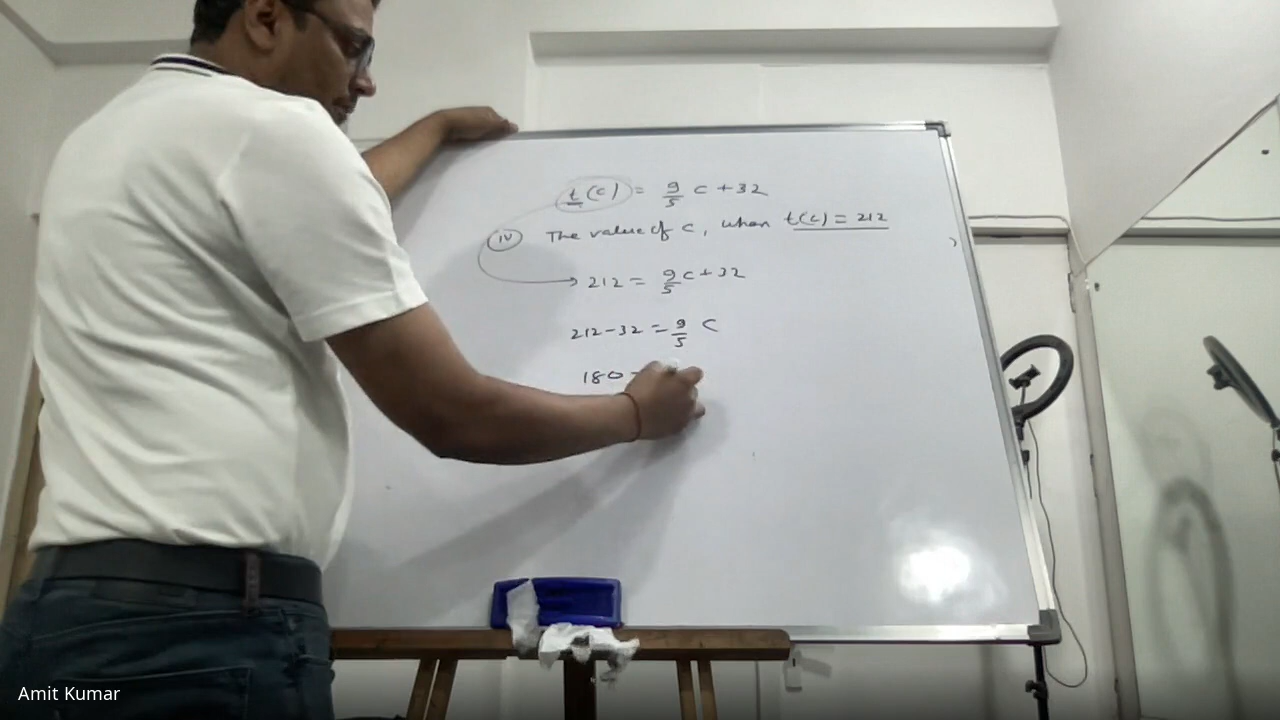 t(c) = 9/5 c + 32
(iv) The value of c, when t(c) = 212
212 = 9/5 c + 32
212 - 32 = 9/5 c
180 =
Amit Kumar